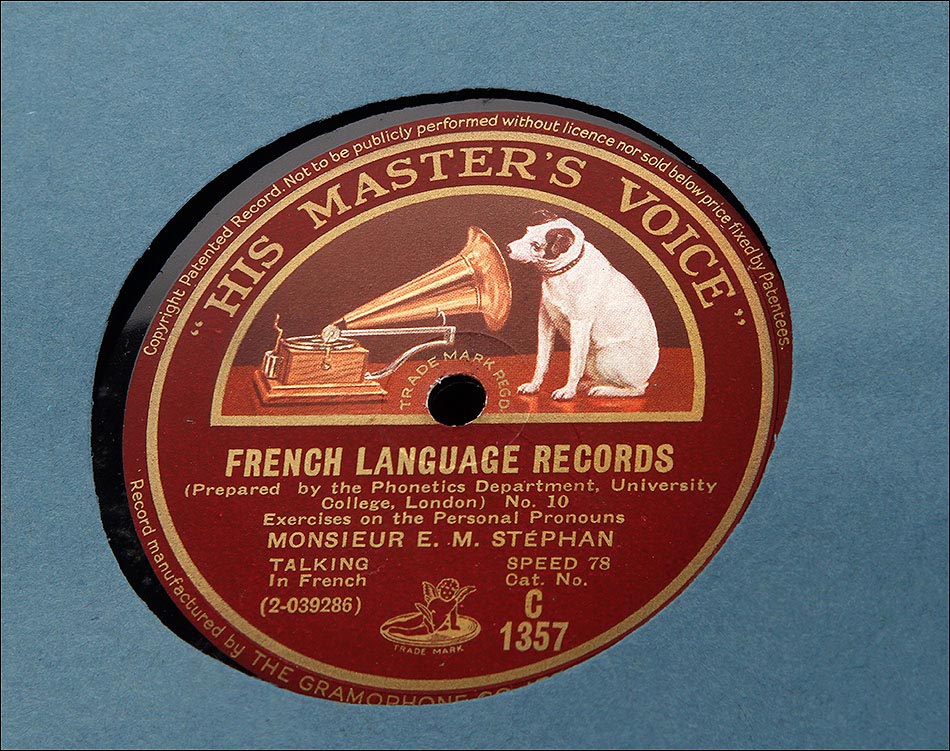 Copyright Patented Record. Not to be publicly performed without licence nor sold below price fixed by Patentees.
“HIS MASTER'S VOICE”
TRADE MARK REGD.
FRENCH LANGUAGE RECORDS
(Prepared by the Phonetics Department, University
College, London) No. 10
Exercises on the Personal Pronouns
MONSIEUR E. M. STÉPHAN
TALKING SPEED 78
In French Cat. No.
(2-039286) C
1357
TRADE MARK
Record manufactured by THE GRAMOPHONE CO